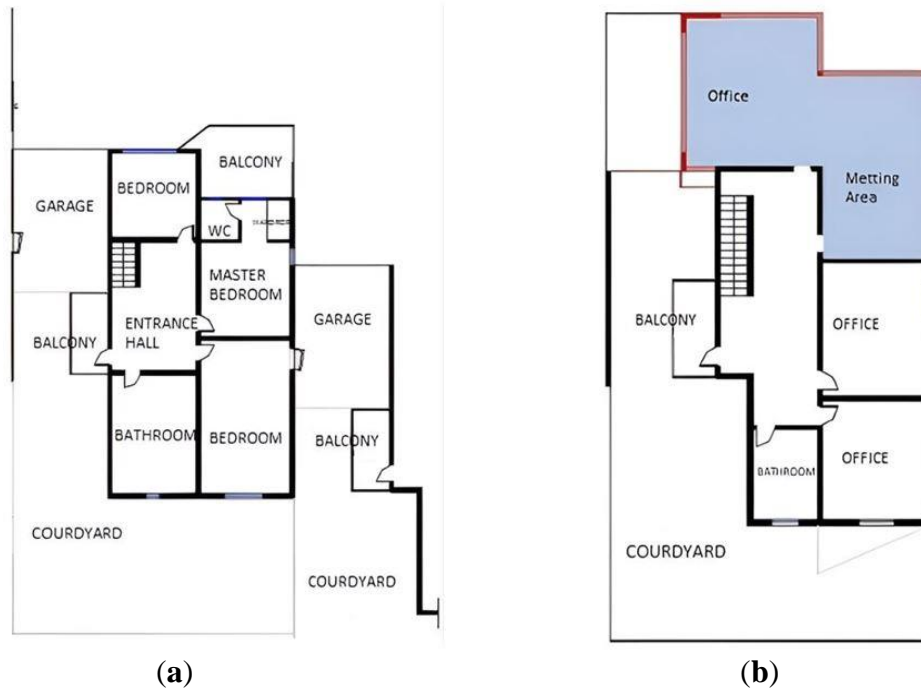 BALCONY
BEDROOM
GARAGE
WC
MASTER
BEDROOM
GARAGE
ENTRANCE
HALL
BALCONY
BATHROOM
BEDROOM
BALCONY
COURDYARD
COURDYARD
(a)
Office
Metting
Area
BALCONY
OFFICE
OFFICE
BATHROOM
COURDYARD
(b)